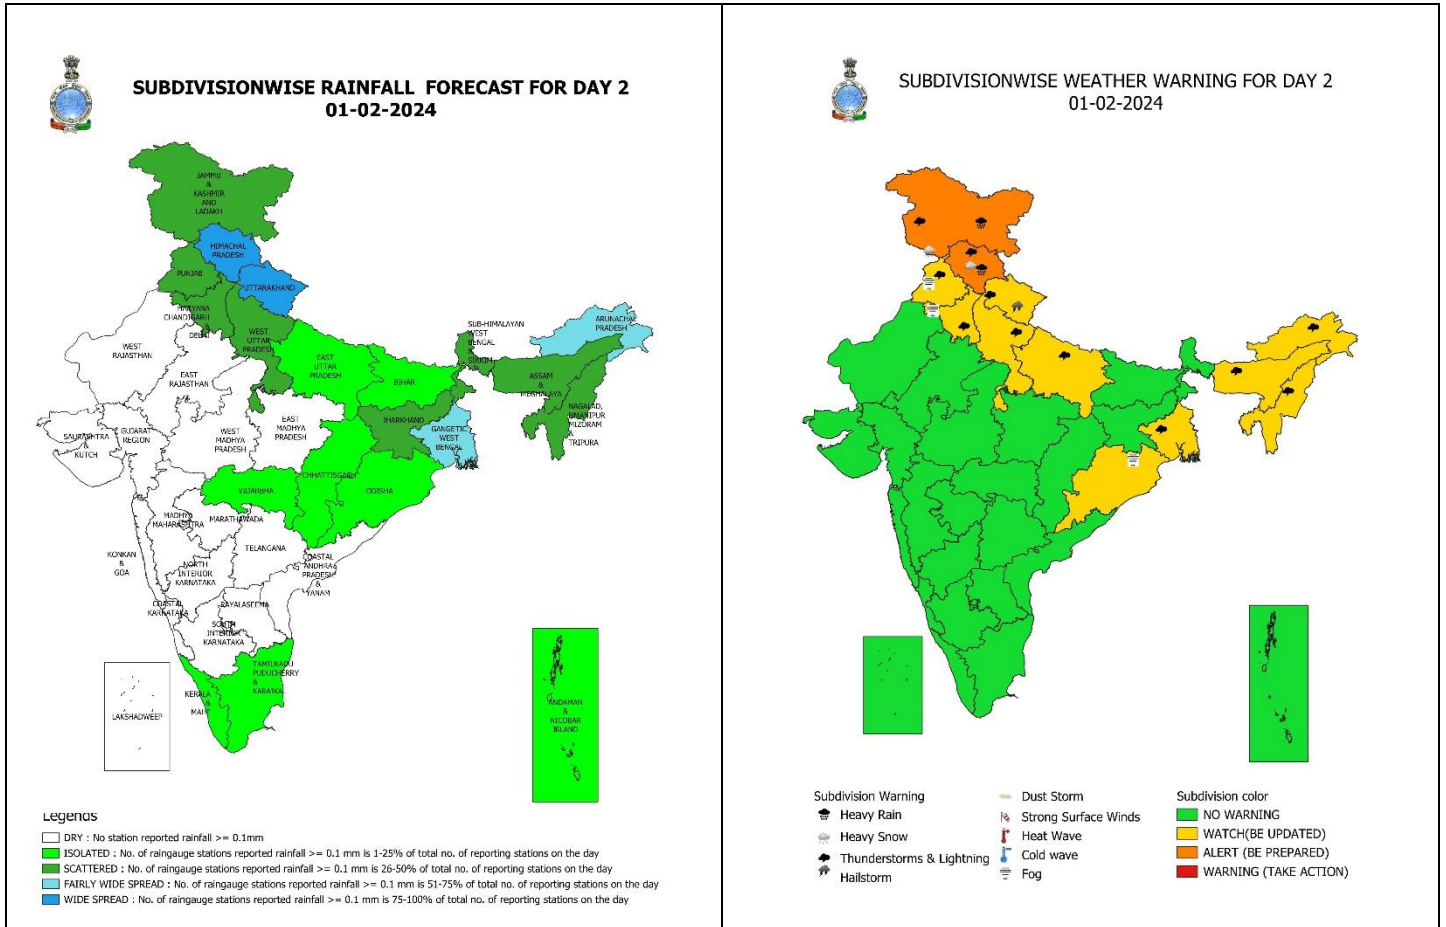 SUBDIVISIONWISE RAINFALL FORECAST FOR DAY 2
01-02-2024
JAMMU
&
KASHMIR
AND
LADAKH
HIMACHAL
PRADESH
PUNJAB
UTTARAKHAND
HARYANA
CHANDIGARH
&
DELHI
WEST
UTTAR
PRADESH
WEST
RAJASTHAN
EAST
RAJASTHAN
EAST
UTTAR
PRADESH
BIHAR
SUB-HIMALAYAN
WEST
BENGAL
&
SIKKIM
ARUNACHAL
PRADESH
ASSAM
&
MEGHALAYA
NAGALAD,
MANIPUR
MIZORAM
&
TRIPURA
JHARKHAND
GANGETIC
WEST
BENGAL
EAST
MADHYA
PRADESH
WEST
MADHYA
PRADESH
GUJARAT
REGION
SAURASHTRA
&
KUTCH
CHHATTISGARH
VIDARBHA
ODISHA
MADHYA
MAHARASHTRA
MARATHAWADA
TELANGANA
KONKAN
&
GOA
NORTH
INTERIOR
KARNATAKA
COASTAL
ANDHRA
PRADESH
&
YANAM
COASTAL
KARNATAKA
RAYALASEEMA
SOUTH
INTERIOR
KARNATAKA
TAMILNADU
PUDUCHERRY
&
KARAIKAL
KERALA
&
MAHE
LAKSHADWEEP
ANDAMAN
&
NICOBAR
ISLAND
Legends
DRY : No station reported rainfall >= 0.1mm
ISOLATED : No. of raingauge stations reported rainfall >= 0.1 mm is 1-25% of total no. of reporting stations on the day
SCATTERED : No. of raingauge stations reported rainfall >= 0.1 mm is 26-50% of total no. of reporting stations on the day
FAIRLY WIDE SPREAD : No. of raingauge stations reported rainfall >= 0.1 mm is 51-75% of total no. of reporting stations on the day
WIDE SPREAD : No. of raingauge stations reported rainfall >= 0.1 mm is 75-100% of total no. of reporting stations on the day
SUBDIVISIONWISE WEATHER WARNING FOR DAY 2
01-02-2024
Subdivision Warning
Heavy Rain
Heavy Snow
Thunderstorms & Lightning
Hailstorm
Dust Storm
Strong Surface Winds
Heat Wave
Cold wave
Fog
Subdivision color
NO WARNING
WATCH(BE UPDATED)
ALERT (BE PREPARED)
WARNING (TAKE ACTION)